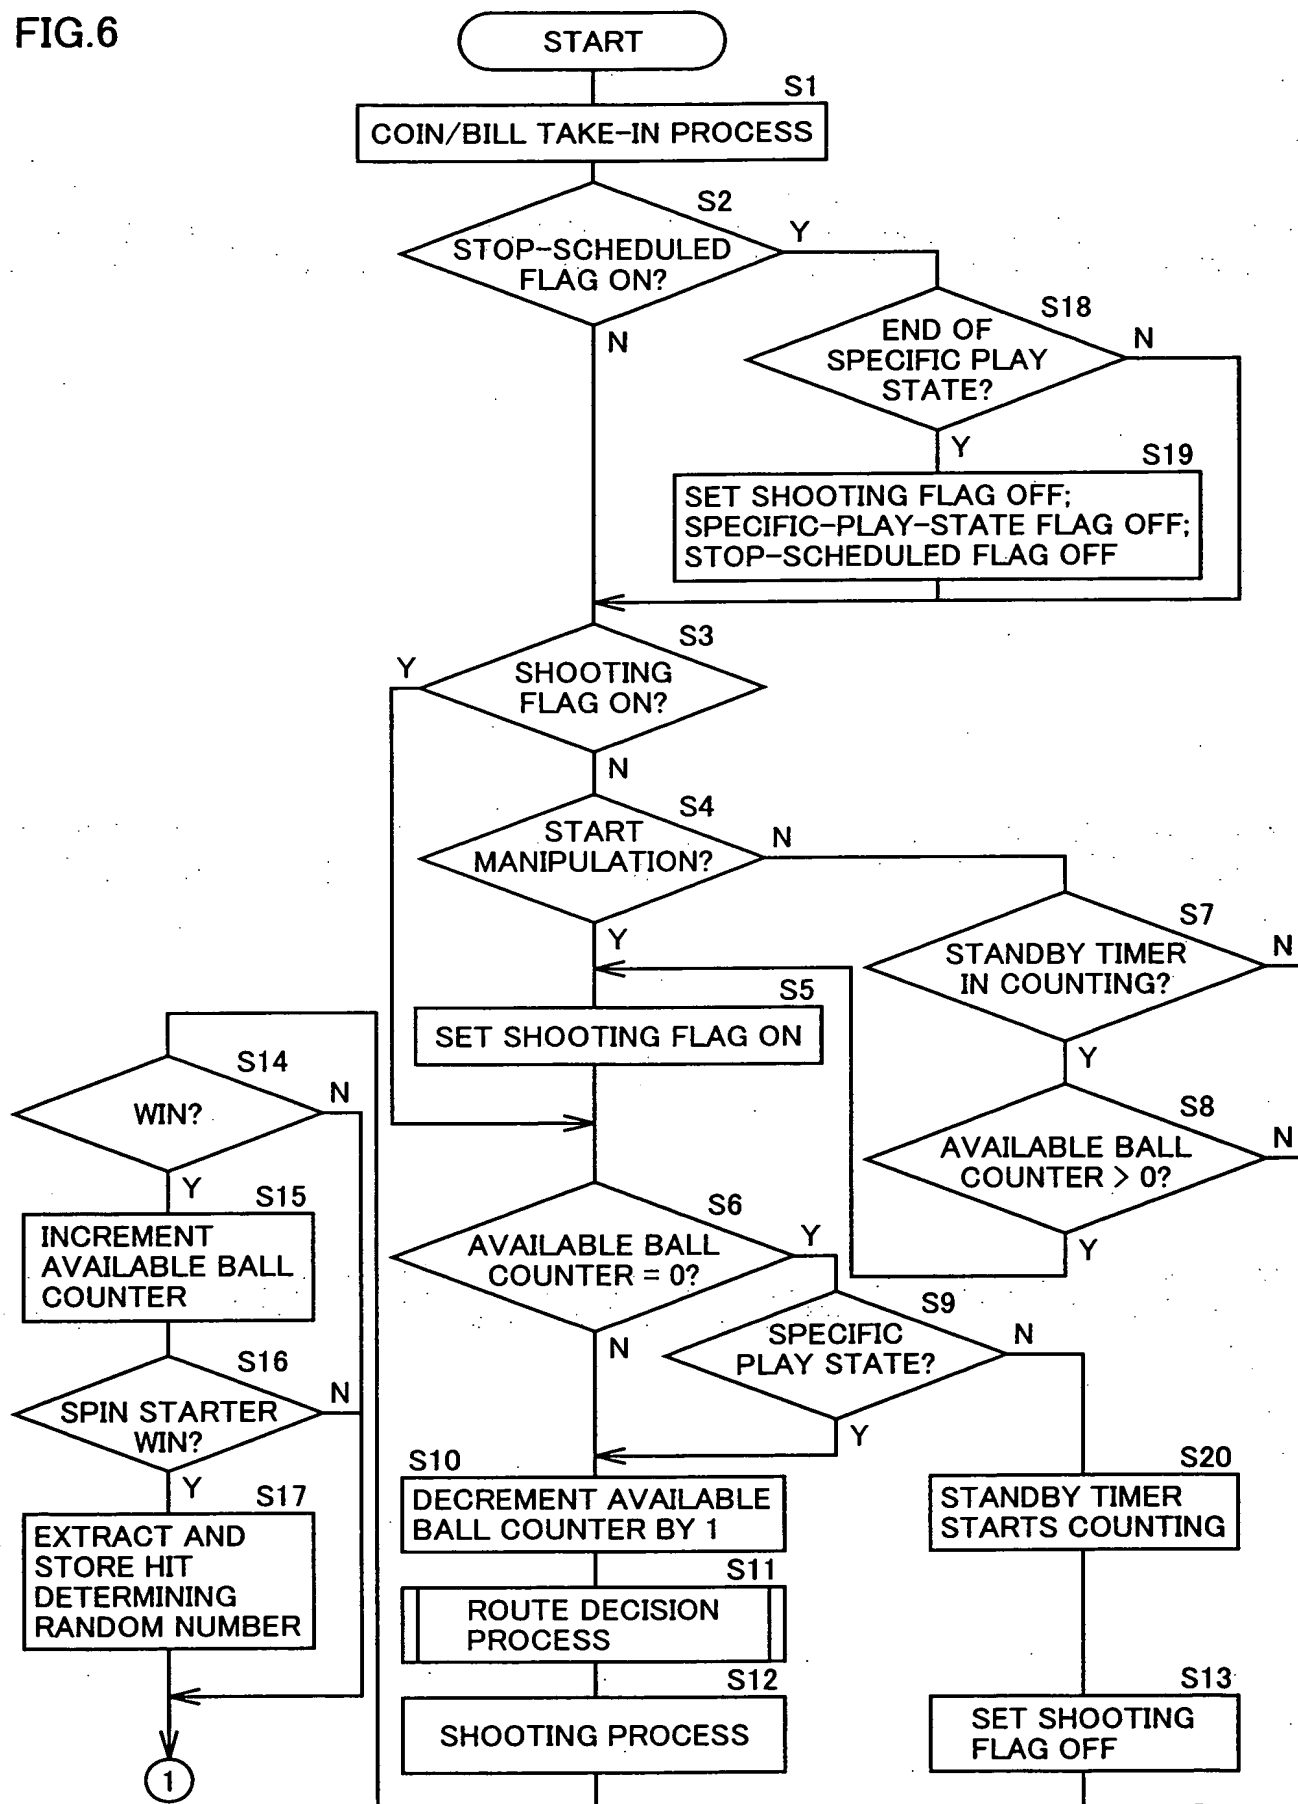 FIG.6
START
S1
COIN/BILL TAKE-IN PROCESS
S2
STOP-SCHEDULED
FLAG ON?
Y
N
S18
END OF
SPECIFIC PLAY
STATE?
N
Y
S19
SET SHOOTING FLAG OFF;
SPECIFIC-PLAY-STATE FLAG OFF;
STOP-SCHEDULED FLAG OFF
S3
Y
SHOOTING
FLAG ON?
N
S4
START
MANIPULATION?
N
Y
S7
STANDBY TIMER
IN COUNTING?
N
Y
S5
SET SHOOTING FLAG ON
S8
AVAILABLE BALL
COUNTER > 0?
N
Y
S6
AVAILABLE BALL
COUNTER = 0?
Y
N
S9
SPECIFIC
PLAY STATE?
N
Y
S10
DECREMENT AVAILABLE
BALL COUNTER BY 1
S11
ROUTE DECISION
PROCESS
S12
SHOOTING PROCESS
S20
STANDBY TIMER
STARTS COUNTING
S13
SET SHOOTING
FLAG OFF
S14
WIN?
N
Y
S15
INCREMENT
AVAILABLE BALL
COUNTER
S16
SPIN STARTER
WIN?
N
Y
S17
EXTRACT AND
STORE HIT
DETERMINING
RANDOM NUMBER
1